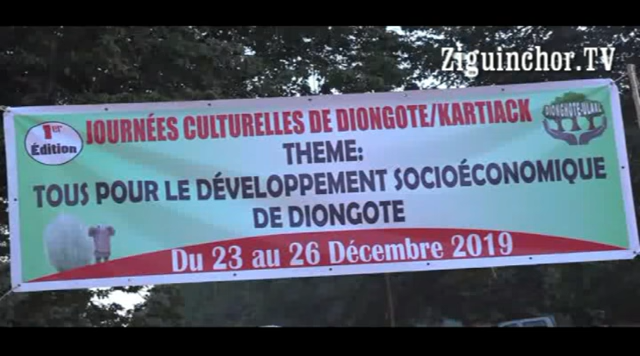 Ziguinchor.TV
1er
Édition
JOURNÉES CULTURELLES DE DIONGOTE/KARTIACK
THEME:
TOUS POUR LE DÉVELOPPEMENT SOCIOÉCONOMIQUE
DE DIONGOTE
Du 23 au 26 Décembre 2019